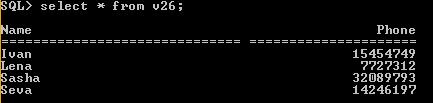 SQL> select * from v26;
Name Phone
============================== ====================
Ivan 15454749
Lena 7727312
Sasha 32089793
Seva 14246197